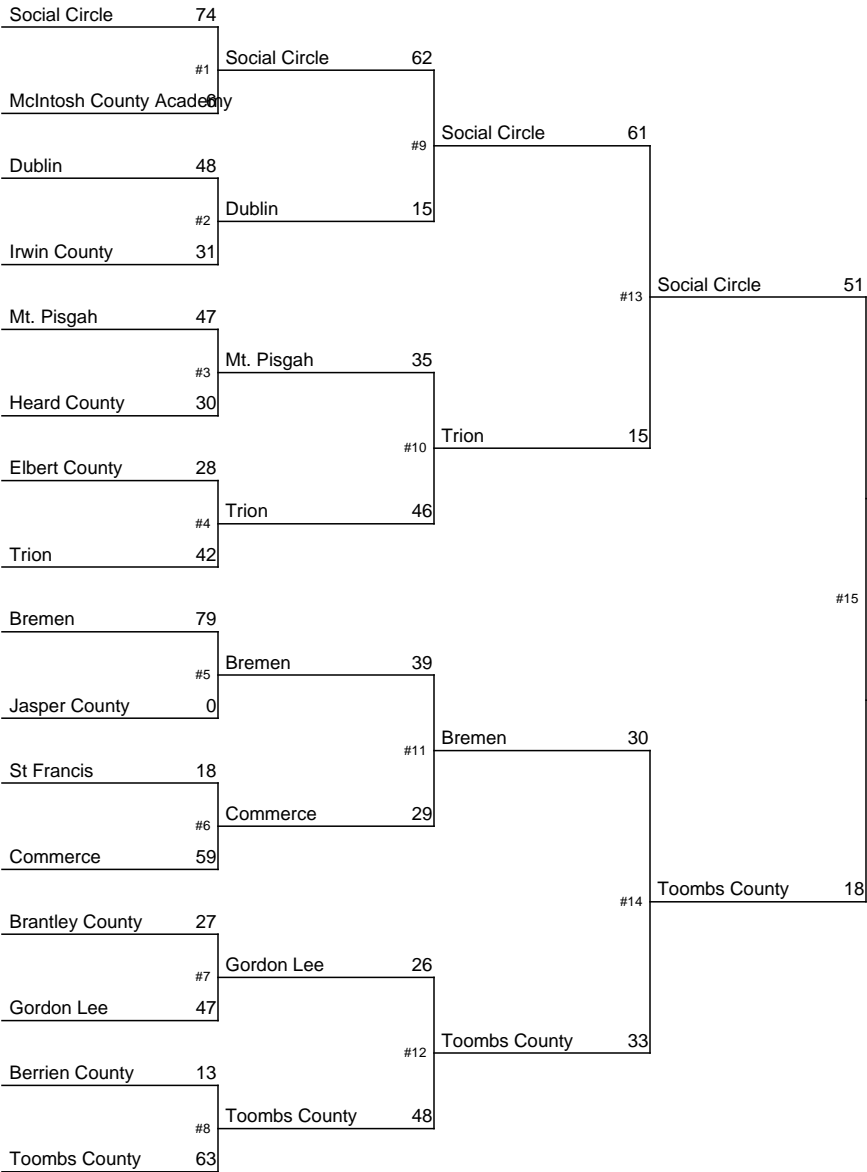 Social Circle 74
#1 Social Circle 62
McIntosh County Academy 6
#9 Social Circle 61
Dublin 48
#2 Dublin 15
Irwin County 31
#13 Social Circle 51
Mt. Pisgah 47
#3 Mt. Pisgah 35
Heard County 30
#10 Trion 15
Elbert County 28
#4 Trion 46
Trion 42
#15
Bremen 79
#5 Bremen 39
Jasper County 0
#11 Bremen 30
St Francis 18
#6 Commerce 29
Commerce 59
#14 Toombs County 18
Brantley County 27
#7 Gordon Lee 26
Gordon Lee 47
#12 Toombs County 33
Berrien County 13
#8 Toombs County 48
Toombs County 63